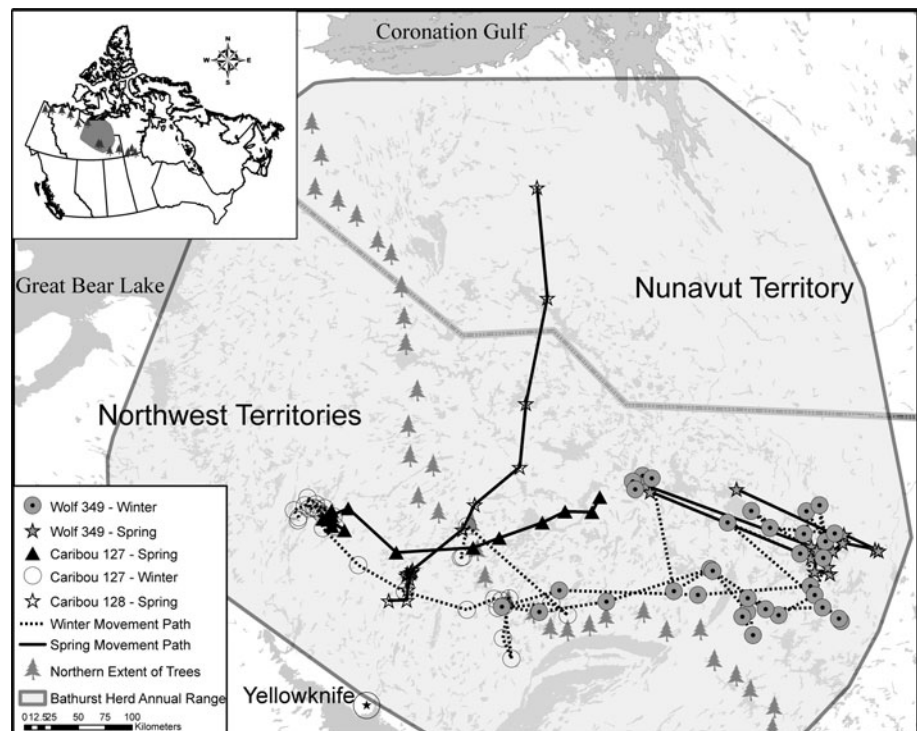 Coronation Gulf
N
W E
S
Great Bear Lake
Nunavut Territory
Northwest Territories
Wolf 349 - Winter
Wolf 349 - Spring
Caribou 127 - Spring
Caribou 127 - Winter
Caribou 128 - Spring
Winter Movement Path
Spring Movement Path
Northern Extent of Trees
Bathurst Herd Annual Range
0 12.5 25 50 75 100
Kilometers
Yellowknife